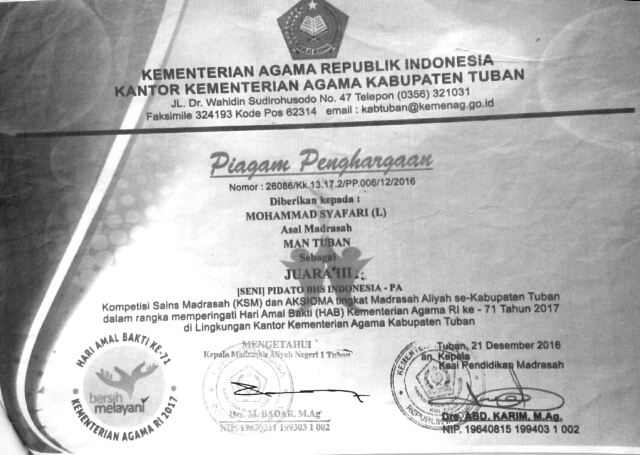 KEMENTERIAN AGAMA REPUBLIK INDONESIA
KANTOR KEMENTERIAN AGAMA KABUPATEN TUBAN
JL. Dr. Wahidin Sudirohusodo No. 47 Telepon (0356) 321031
Faksimile 324193 Kode Pos 62314 email : kabtuban@kemenag.go.id
Piagam Penghargaan
Nomor : 26086/Kk.13.17.2/PP.006/12/2016
Diberikan kepada :
MOHAMMAD SYAFARI (L)
Asal Madrasah
MAN TUBAN
Sebagai
JUARA III
[SENI] PIDATO BHS INDONESIA - PA
Kompetisi Sains Madrasah (KSM) dan AKSIOMA tingkat Madrasah Aliyah se-Kabupaten Tuban
dalam rangka memperingati Hari Amal Bakti (HAB) Kementerian Agama RI ke - 71 Tahun 2017
di Lingkungan Kantor Kementerian Agama Kabupaten Tuban
HARI AMAL BAKTI KE-71
bersih
melayani
KEMENTERIAN AGAMA RI 2017
MENGETAHUI
Kepala Madrasah Aliyah Negeri 1 Tuban
Drs. M. BADAR, M.Ag
NIP. 199303 1 002
Tuban, 21 Desember 2016
an. Kepala
Kasi Pendidikan Madrasah
Drs. ABD. KARIM, M.Ag.
NIP. 19640815 199403 1 002